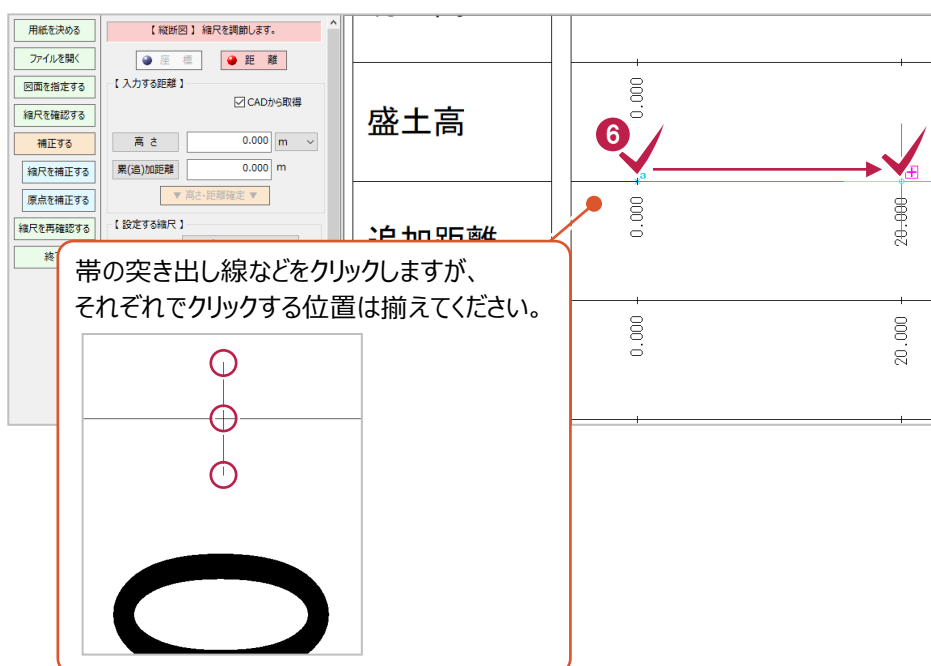 用紙を決める
ファイルを開く
図面を指定する
縮尺を確認する
補正する
縮尺を補正する
原点を補正する
縮尺を再確認する
終
【 縦断図 】 縮尺を調節します。
座 標
距 離
【 入力する距離 】
CADから取得
高 さ
0.000
m
累(追)加距離
0.000
m
▼ 高さ・距離確定 ▼
【 設定する縮尺 】
盛土高
追加距離
0.000
6
a
0.000
20.000
0.000
20.000
帯の突き出し線などをクリックしますが、
それぞれでクリックする位置は揃えてください。